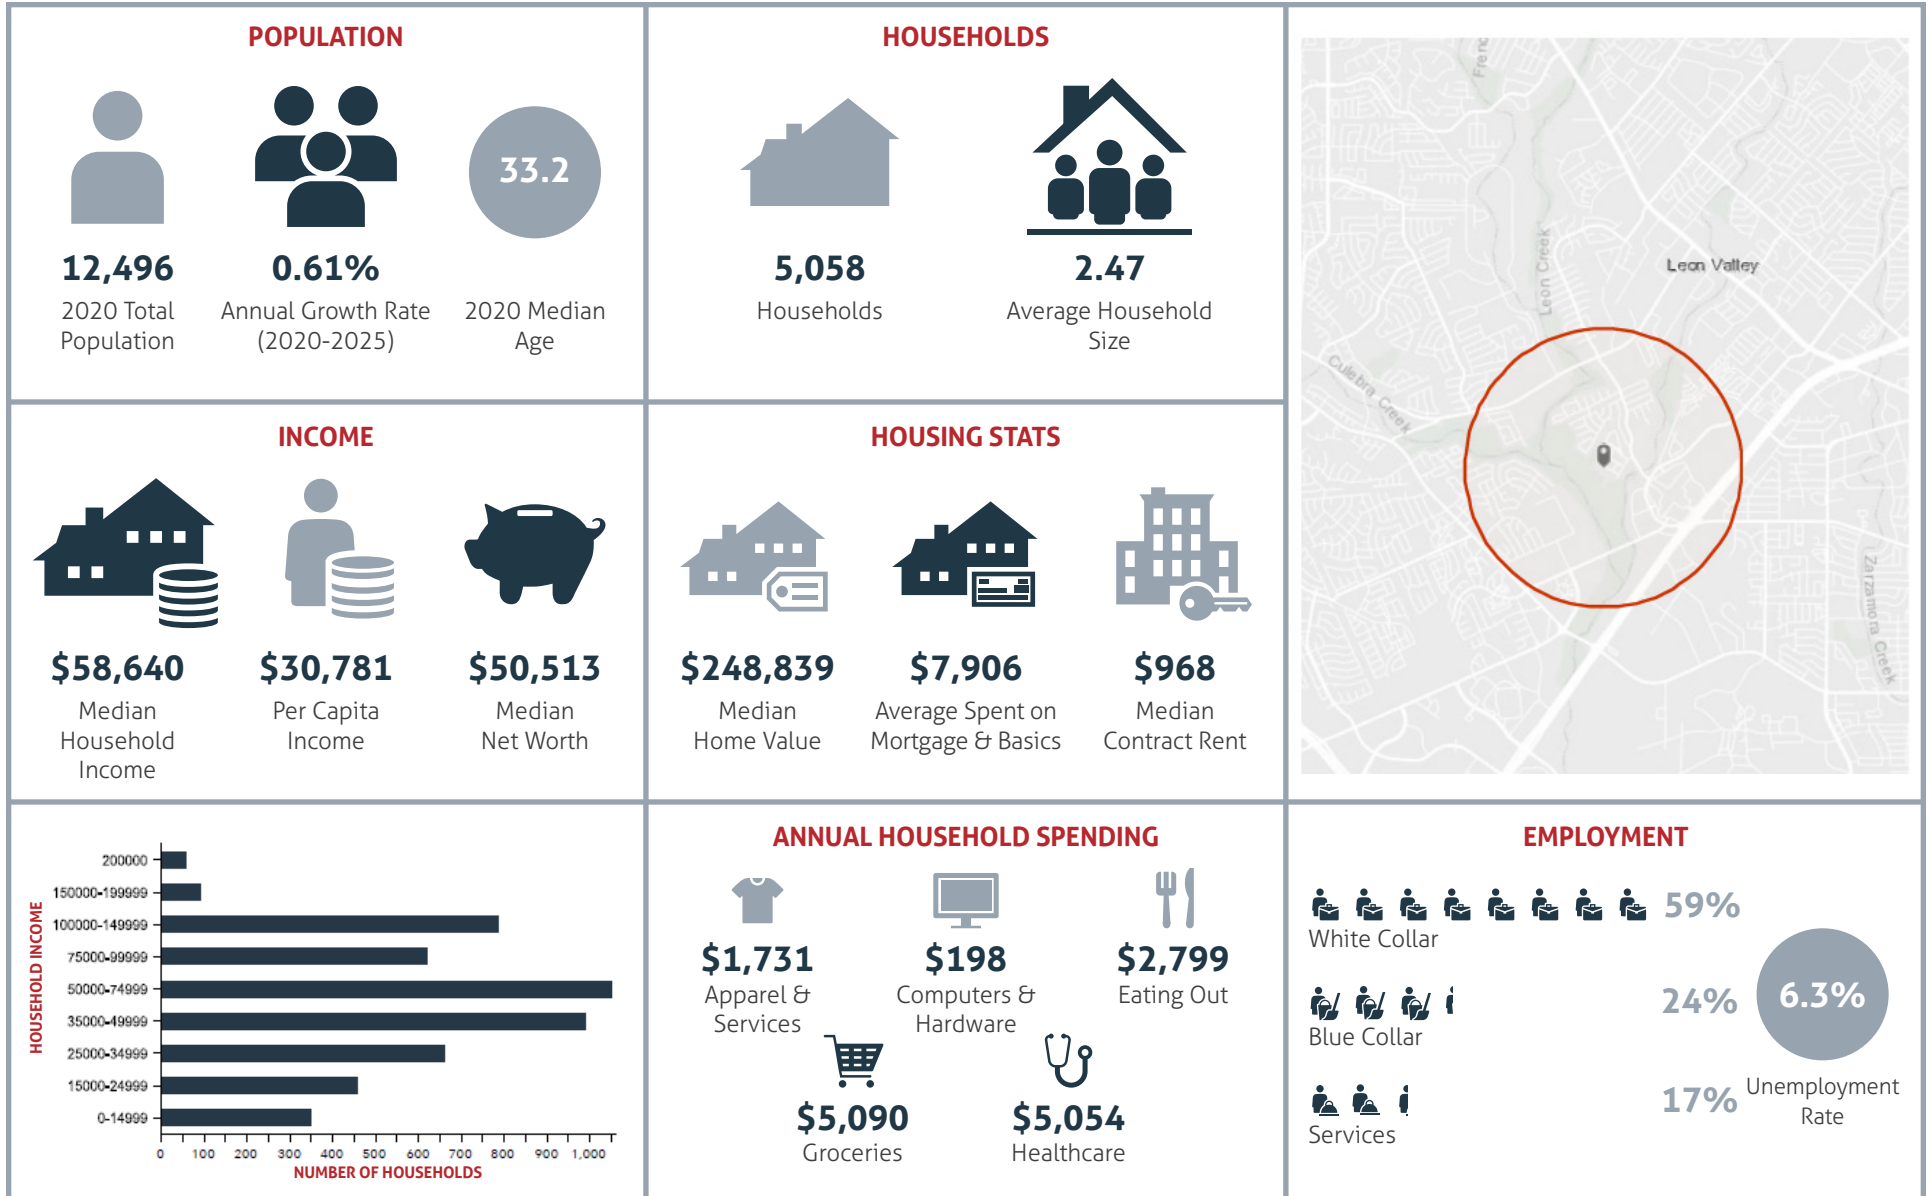 POPULATION
33.2
12,496
2020 Total
Population
0.61%
Annual Growth Rate
(2020-2025)
2020 Median
Age
HOUSEHOLDS
5,058
Households
2.47
Average Household
Size
Leon Creek
Leon Valley
Culebra Creek
Zarzamora Creek
INCOME
$58,640
Median
Household
Income
$30,781
Per Capita
Income
$50,513
Median
Net Worth
HOUSING STATS
$248,839
Median
Home Value
$7,906
Average Spent on
Mortgage & Basics
$968
Median
Contract Rent
HOUSEHOLD INCOME
200000
150000-199999
100000-149999
75000-99999
50000-74999
35000-49999
25000-34999
15000-24999
0-14999
0 100 200 300 400 500 600 700 800 900 1,000
NUMBER OF HOUSEHOLDS
ANNUAL HOUSEHOLD SPENDING
$1,731
Apparel &
Services
$198
Computers &
Hardware
$2,799
Eating Out
$5,090
Groceries
$5,054
Healthcare
EMPLOYMENT
59%
White Collar
24%
Blue Collar
17%
Services
6.3%
Unemployment
Rate